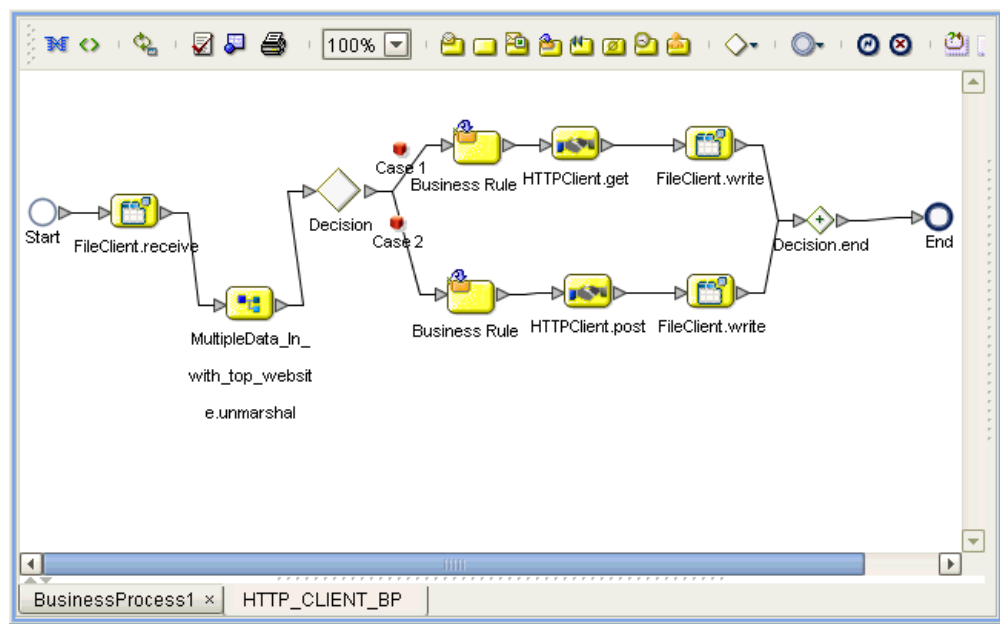 100%
Case 1
Business Rule
HTTPClient.get
FileClient.write
Start
FileClient.receive
Decision
Case 2
Decision.end
End
MultipleData_In_
with_top_websit
e.unmarshal
Business Rule
HTTPClient.post
FileClient.write
BusinessProcess1 ×
HTTP_CLIENT_BP